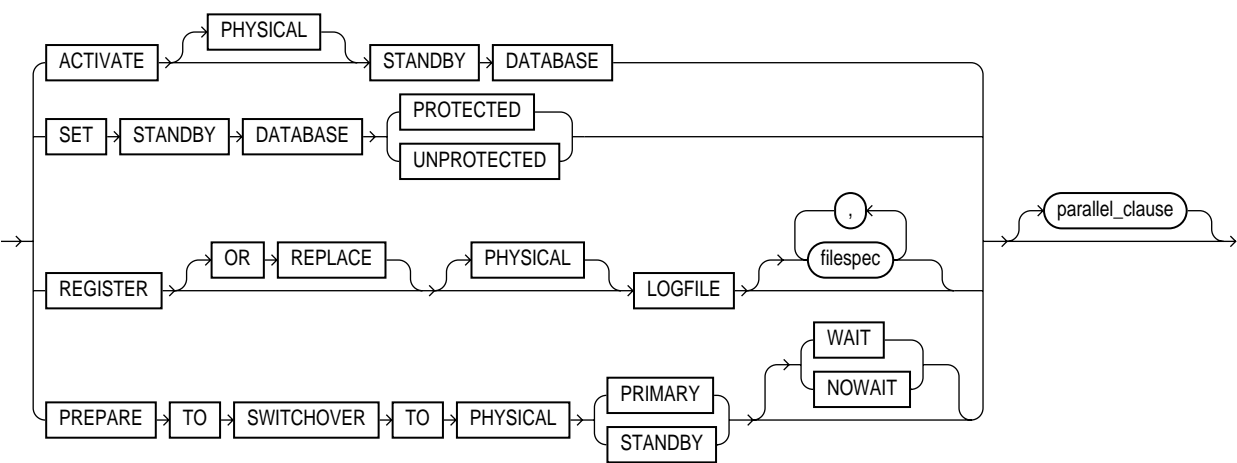 PHYSICAL
ACTIVATE STANDBY DATABASE
PROTECTED
SET STANDBY DATABASE
UNPROTECTED
, parallel_clause
OR REPLACE PHYSICAL filespec
REGISTER LOGFILE
WAIT
PRIMARY NOWAIT
PREPARE TO SWITCHOVER TO PHYSICAL
STANDBY